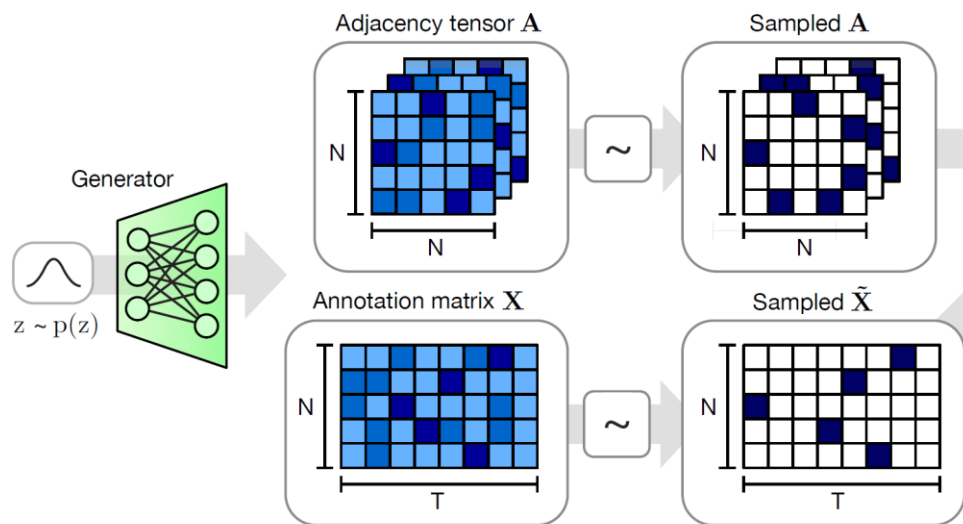 Adjacency tensor A
Sampled A
N
~
N
Generator
N
N
z ~ p(z)
Annotation matrix X
Sampled X̃
N
~
N
T
T